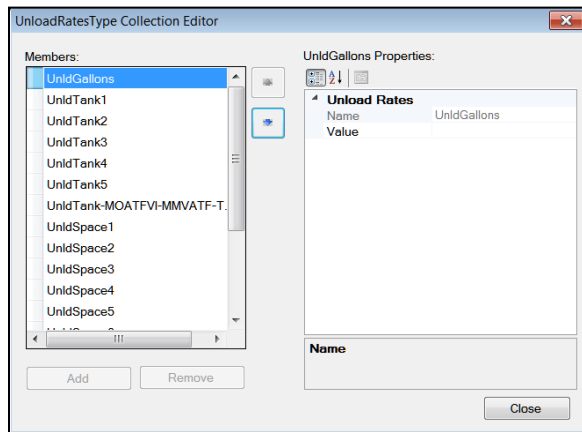 UnloadRatesType Collection Editor
Members:
UnldGallons
UnldTank1
UnldTank2
UnldTank3
UnldTank4
UnldTank5
UnldTank-MOATFVI-MMVATF-T.
UnldSpace1
UnldSpace2
UnldSpace3
UnldSpace4
UnldSpace5
Add
Remove
UnldGallons Properties:
Unload Rates
Name UnldGallons
Value
Name
Close